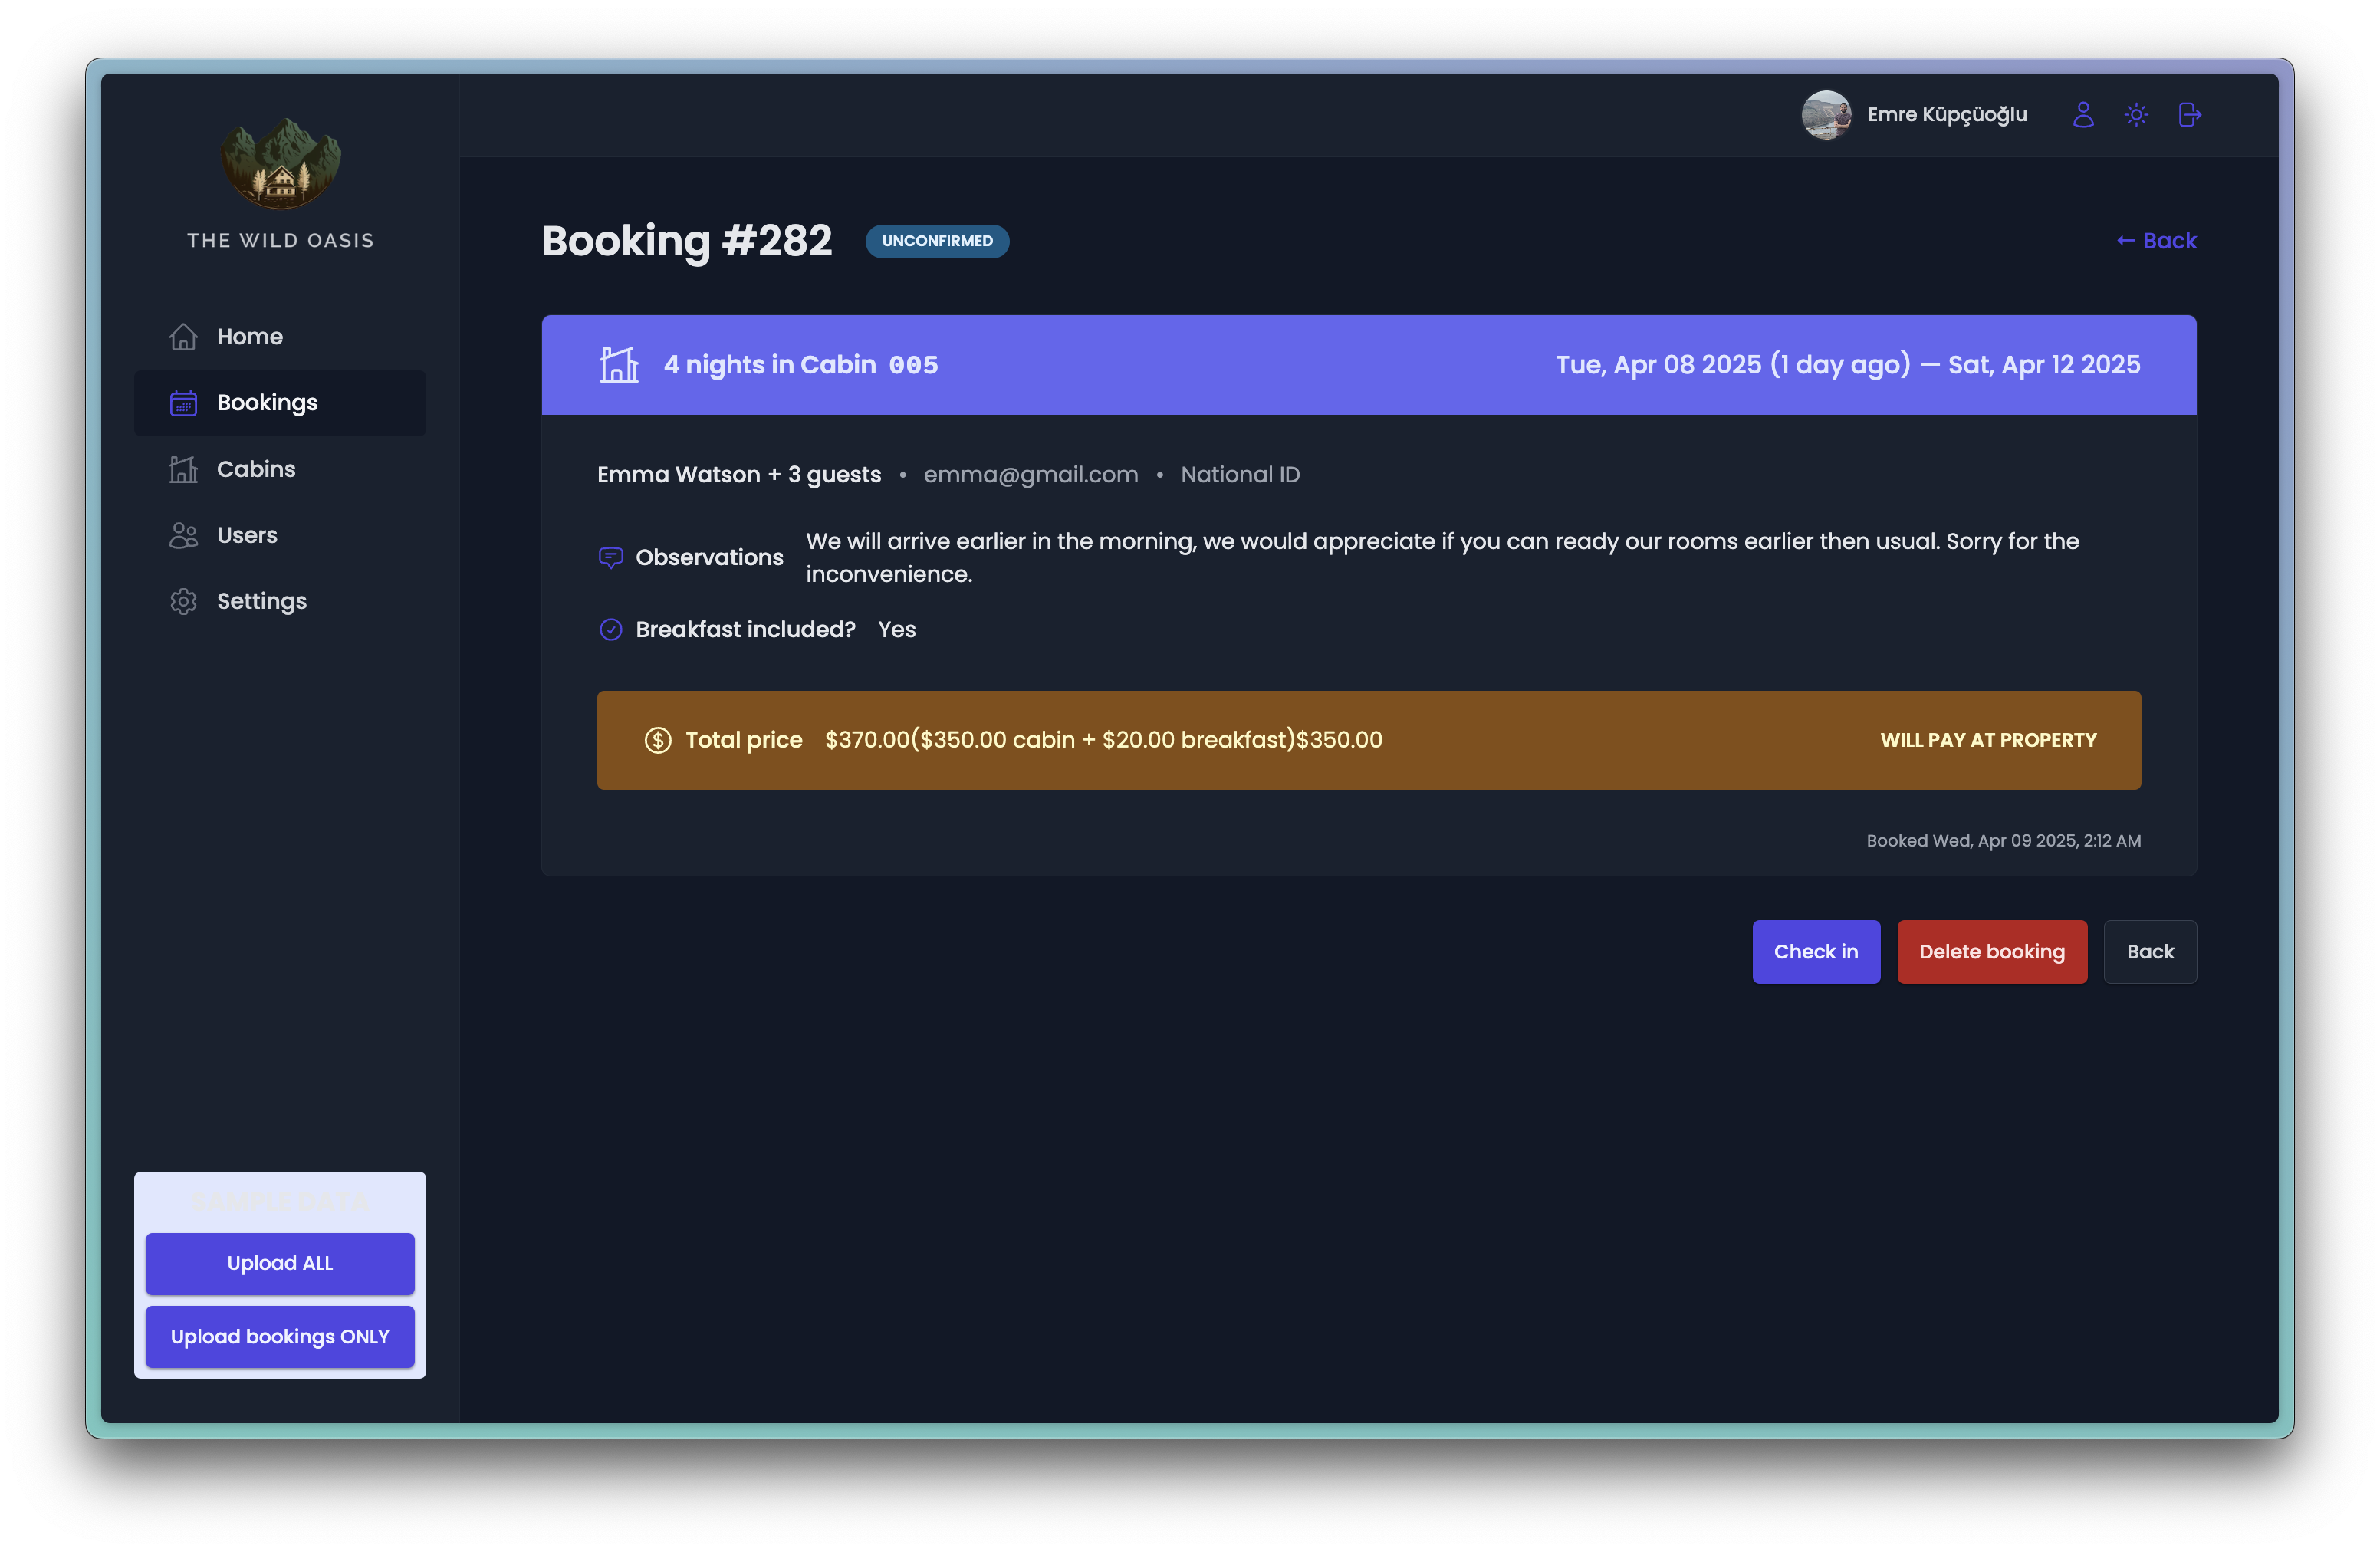 THE WILD OASIS
Home
Bookings
Cabins
Users
Settings
SAMPLE DATA
Upload ALL
Upload bookings ONLY
Emre Küpçüoğlu
Booking #282
UNCONFIRMED
← Back
4 nights in Cabin 005
Tue, Apr 08 2025 (1 day ago) — Sat, Apr 12 2025
Emma Watson + 3 guests • emma@gmail.com • National ID
Observations
We will arrive earlier in the morning, we would appreciate if you can ready our rooms earlier then usual. Sorry for the
inconvenience.
Breakfast included? Yes
Total price $370.00($350.00 cabin + $20.00 breakfast)$350.00
WILL PAY AT PROPERTY
Booked Wed, Apr 09 2025, 2:12 AM
Check in
Delete booking
Back